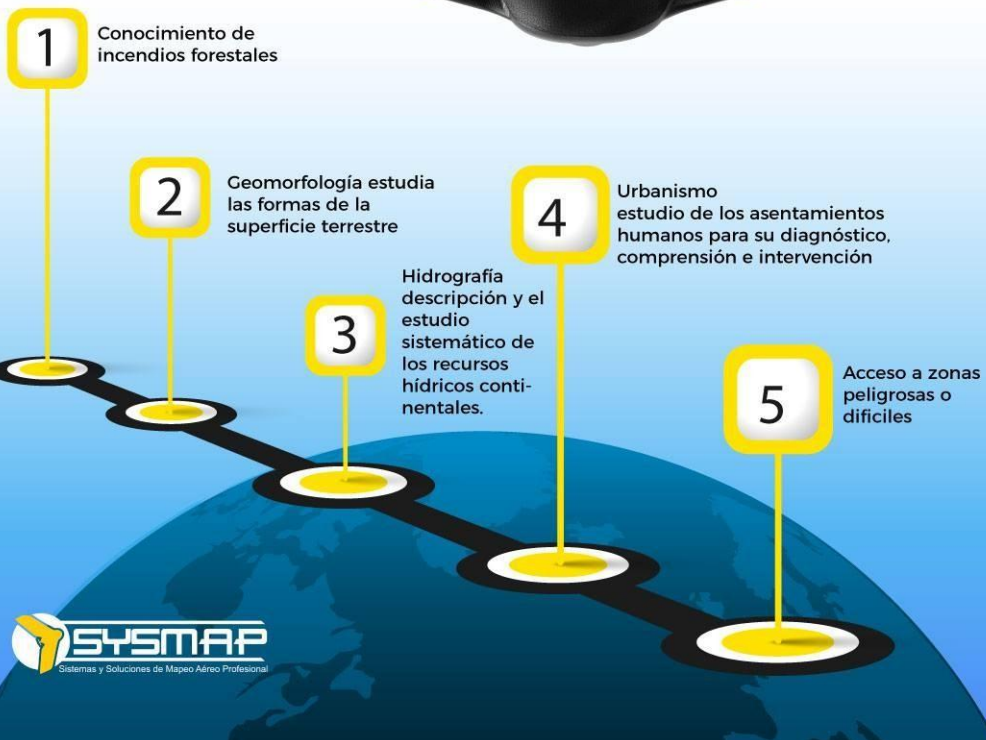 1
Conocimiento de
incendios forestales
2
Geomorfología estudia
las formas de la
superficie terrestre
3
Hidrografía
descripción y el
estudio
sistemático de
los recursos
hídricos conti-
nentales.
4
Urbanismo
estudio de los asentamientos
humanos para su diagnóstico,
comprensión e intervención
5
Acceso a zonas
peligrosas o
dificiles
SYSMAP
Sistemas y Soluciones de Mapeo Aéreo Profesional